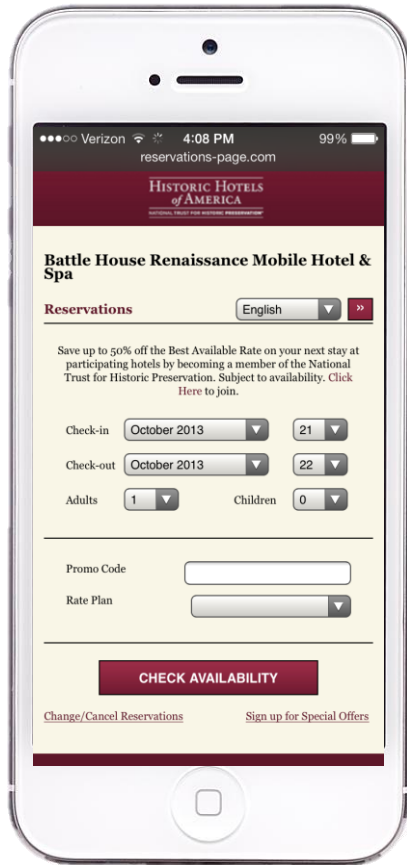 Verizon 4:08 PM 99%
reservations-page.com
HISTORIC HOTELS
of AMERICA
NATIONAL TRUST FOR HISTORIC PRESERVATION
Battle House Renaissance Mobile Hotel &
Spa
Reservations English »
Save up to 50% off the Best Available Rate on your next stay at
participating hotels by becoming a member of the National
Trust for Historic Preservation. Subject to availability. Click
Here to join.
Check-in October 2013 21
Check-out October 2013 22
Adults 1 Children 0
Promo Code
Rate Plan
CHECK AVAILABILITY
Change/Cancel Reservations Sign up for Special Offers